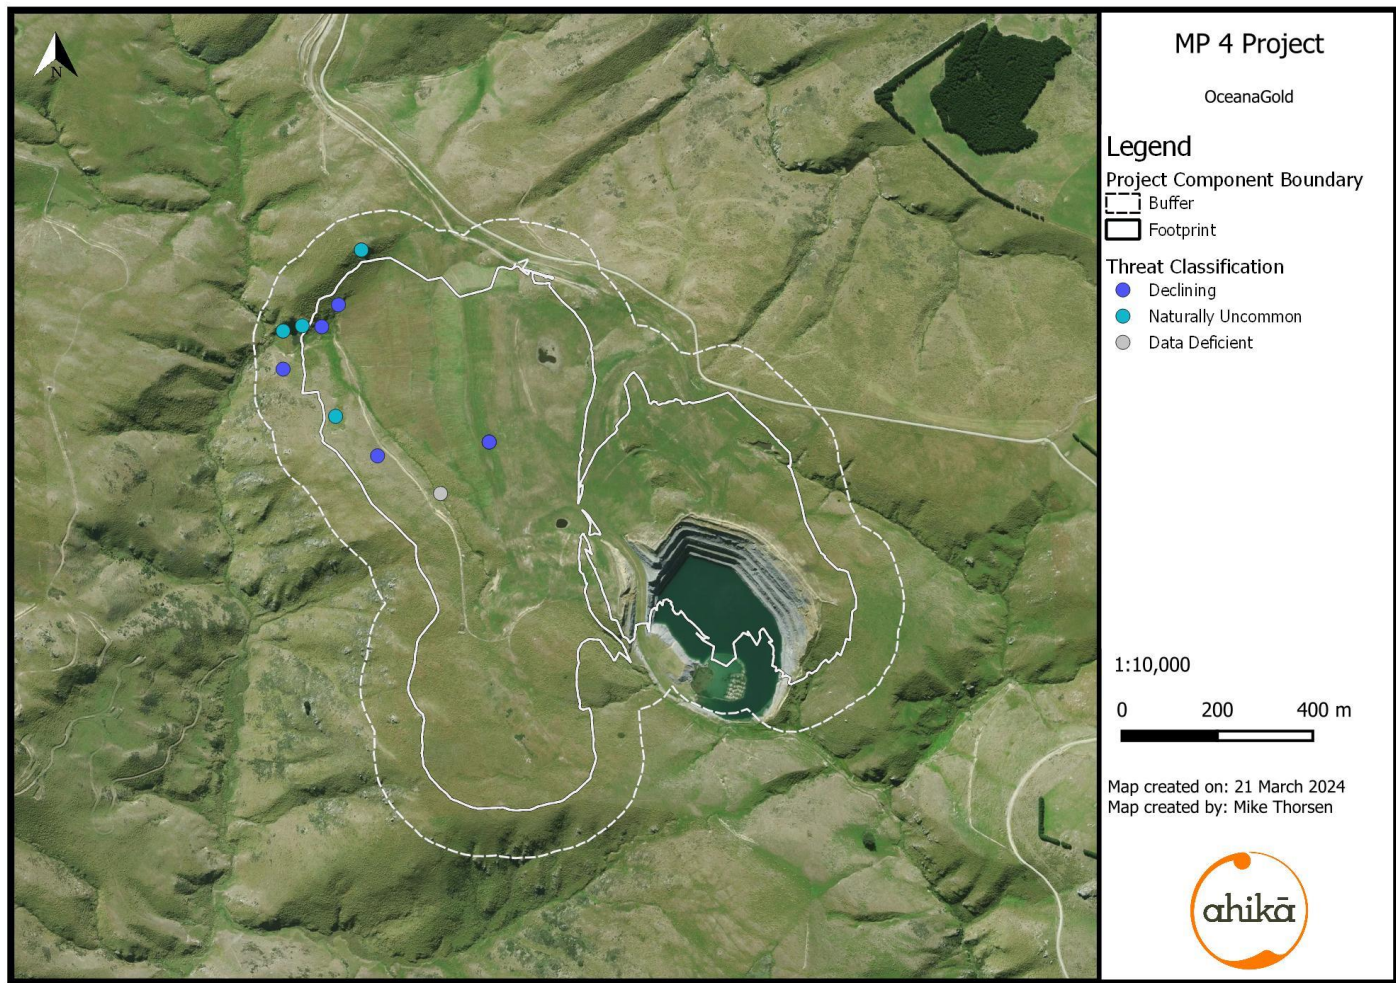 N
MP 4 Project
OceanaGold
Legend
Project Component Boundary
Buffer
Footprint
Threat Classification
Declining
Naturally Uncommon
Data Deficient
1:10,000
0 200 400 m
Map created on: 21 March 2024
Map created by: Mike Thorsen
ahikā